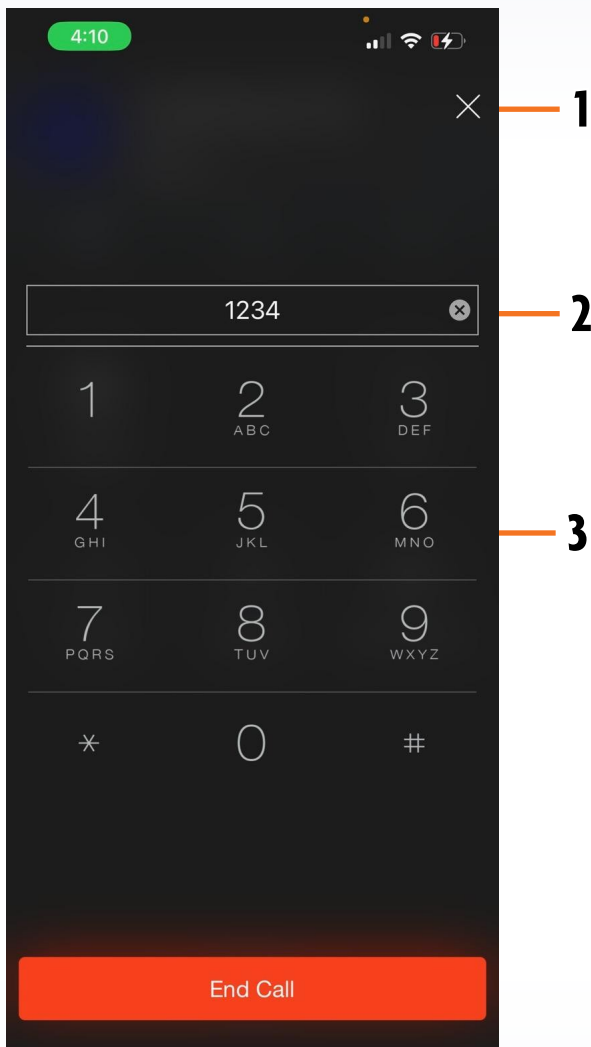 4:10
1
1234
2
1 2 3
ABC DEF
4 5 6
GHI JKL MNO
3
7 8 9
PQRS TUV WXYZ
* 0 #
End Call